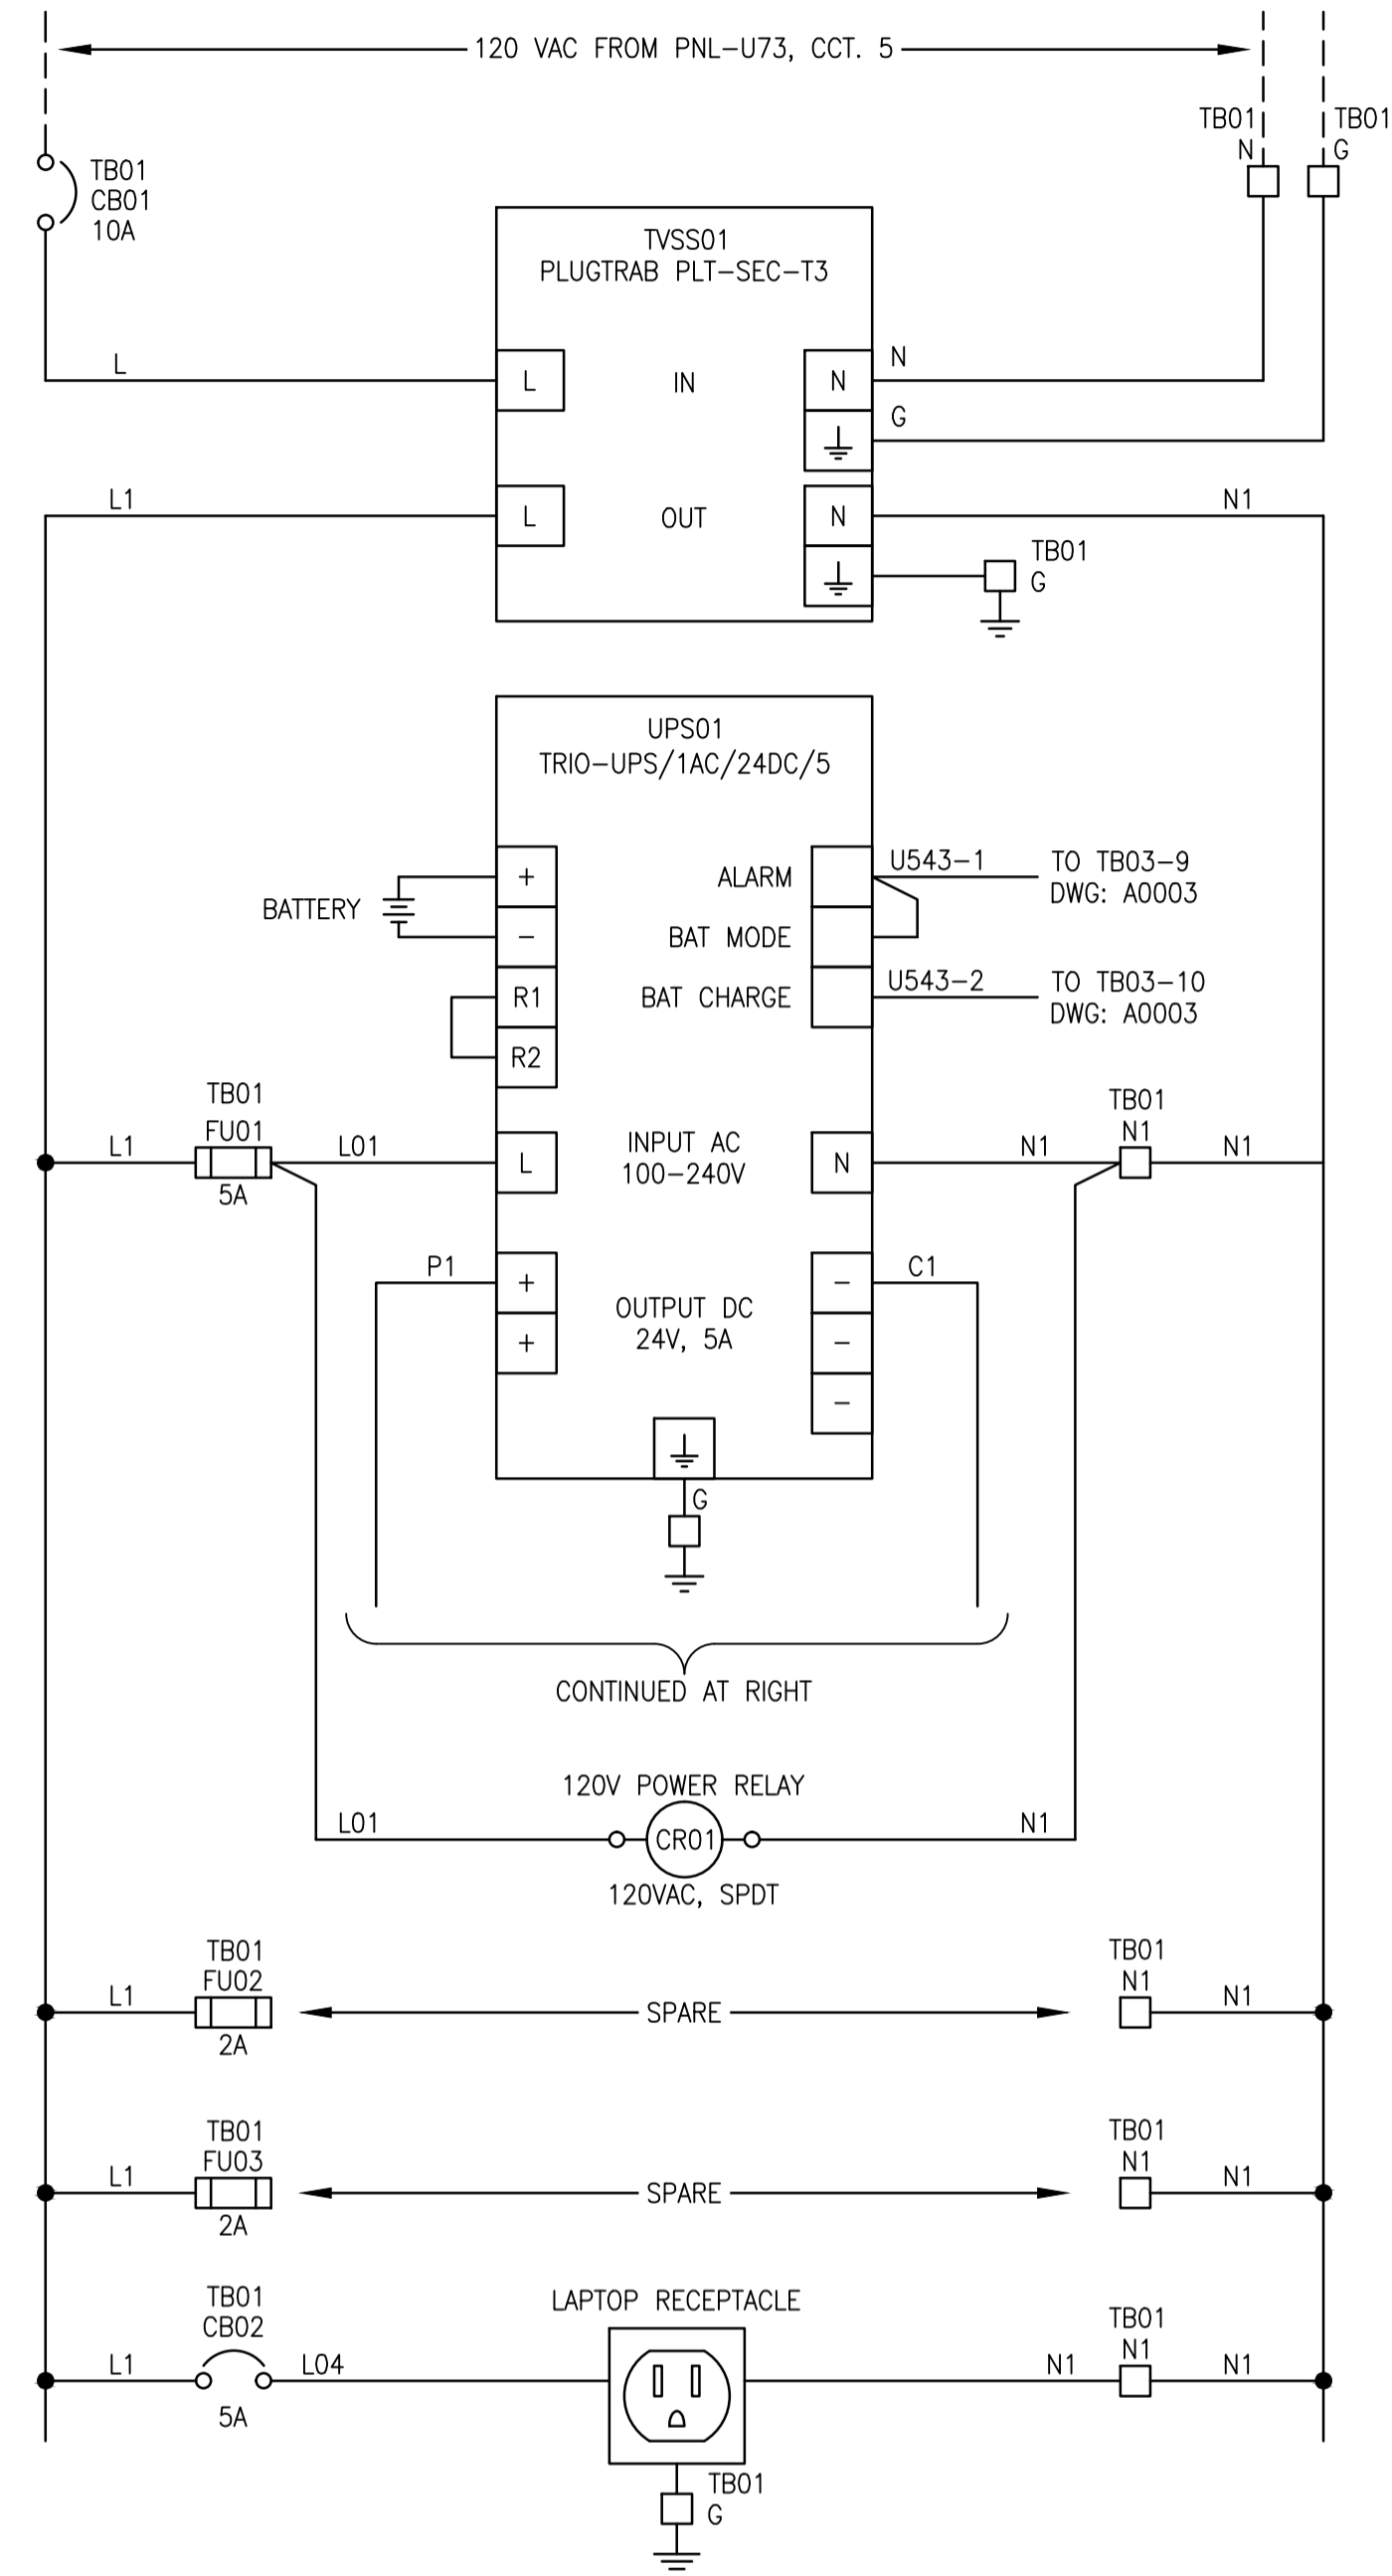 120 VAC FROM PNL-U73, CCT. 5
TB01
N
TB01
G
TB01
CB01
10A
TVSS01
PLUGTRAB PLT-SEC-T3
L
L
IN
N
N
G
L1
L
OUT
N
N1
TB01
G
UPS01
TRIO-UPS/1AC/24DC/5
BATTERY
+
-
R1
R2
ALARM
BAT MODE
BAT CHARGE
U543-1
TO TB03-9
DWG: A0003
U543-2
TO TB03-10
DWG: A0003
TB01
FU01
5A
L1
L01
L
INPUT AC
100-240V
N
N1
TB01
N1
N1
P1
+
+
OUTPUT DC
24V, 5A
-
-
-
C1
G
CONTINUED AT RIGHT
120V POWER RELAY
L01
CR01
N1
120VAC, SPDT
TB01
FU02
2A
L1
SPARE
TB01
N1
N1
TB01
FU03
2A
L1
SPARE
TB01
N1
N1
TB01
CB02
5A
L1
L04
LAPTOP RECEPTACLE
N1
TB01
N1
N1
TB01
G